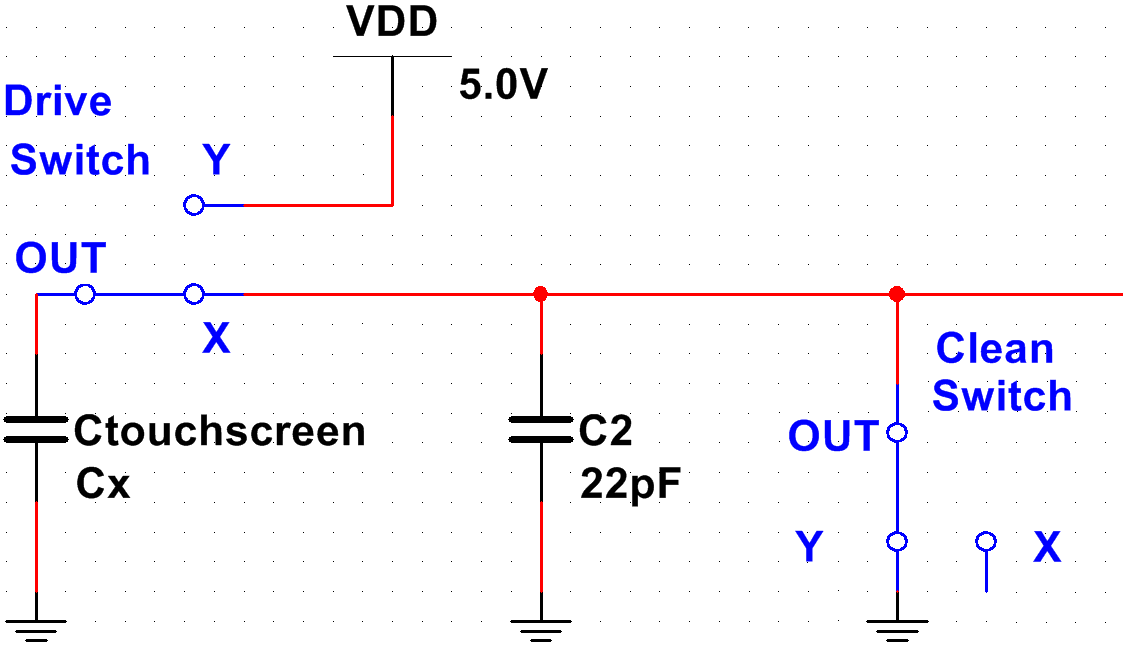 VDD
5.0V
Drive
Switch
Y
OUT
X
Clean
Switch
Ctouchscreen
Cx
C2
22pF
OUT
Y
X